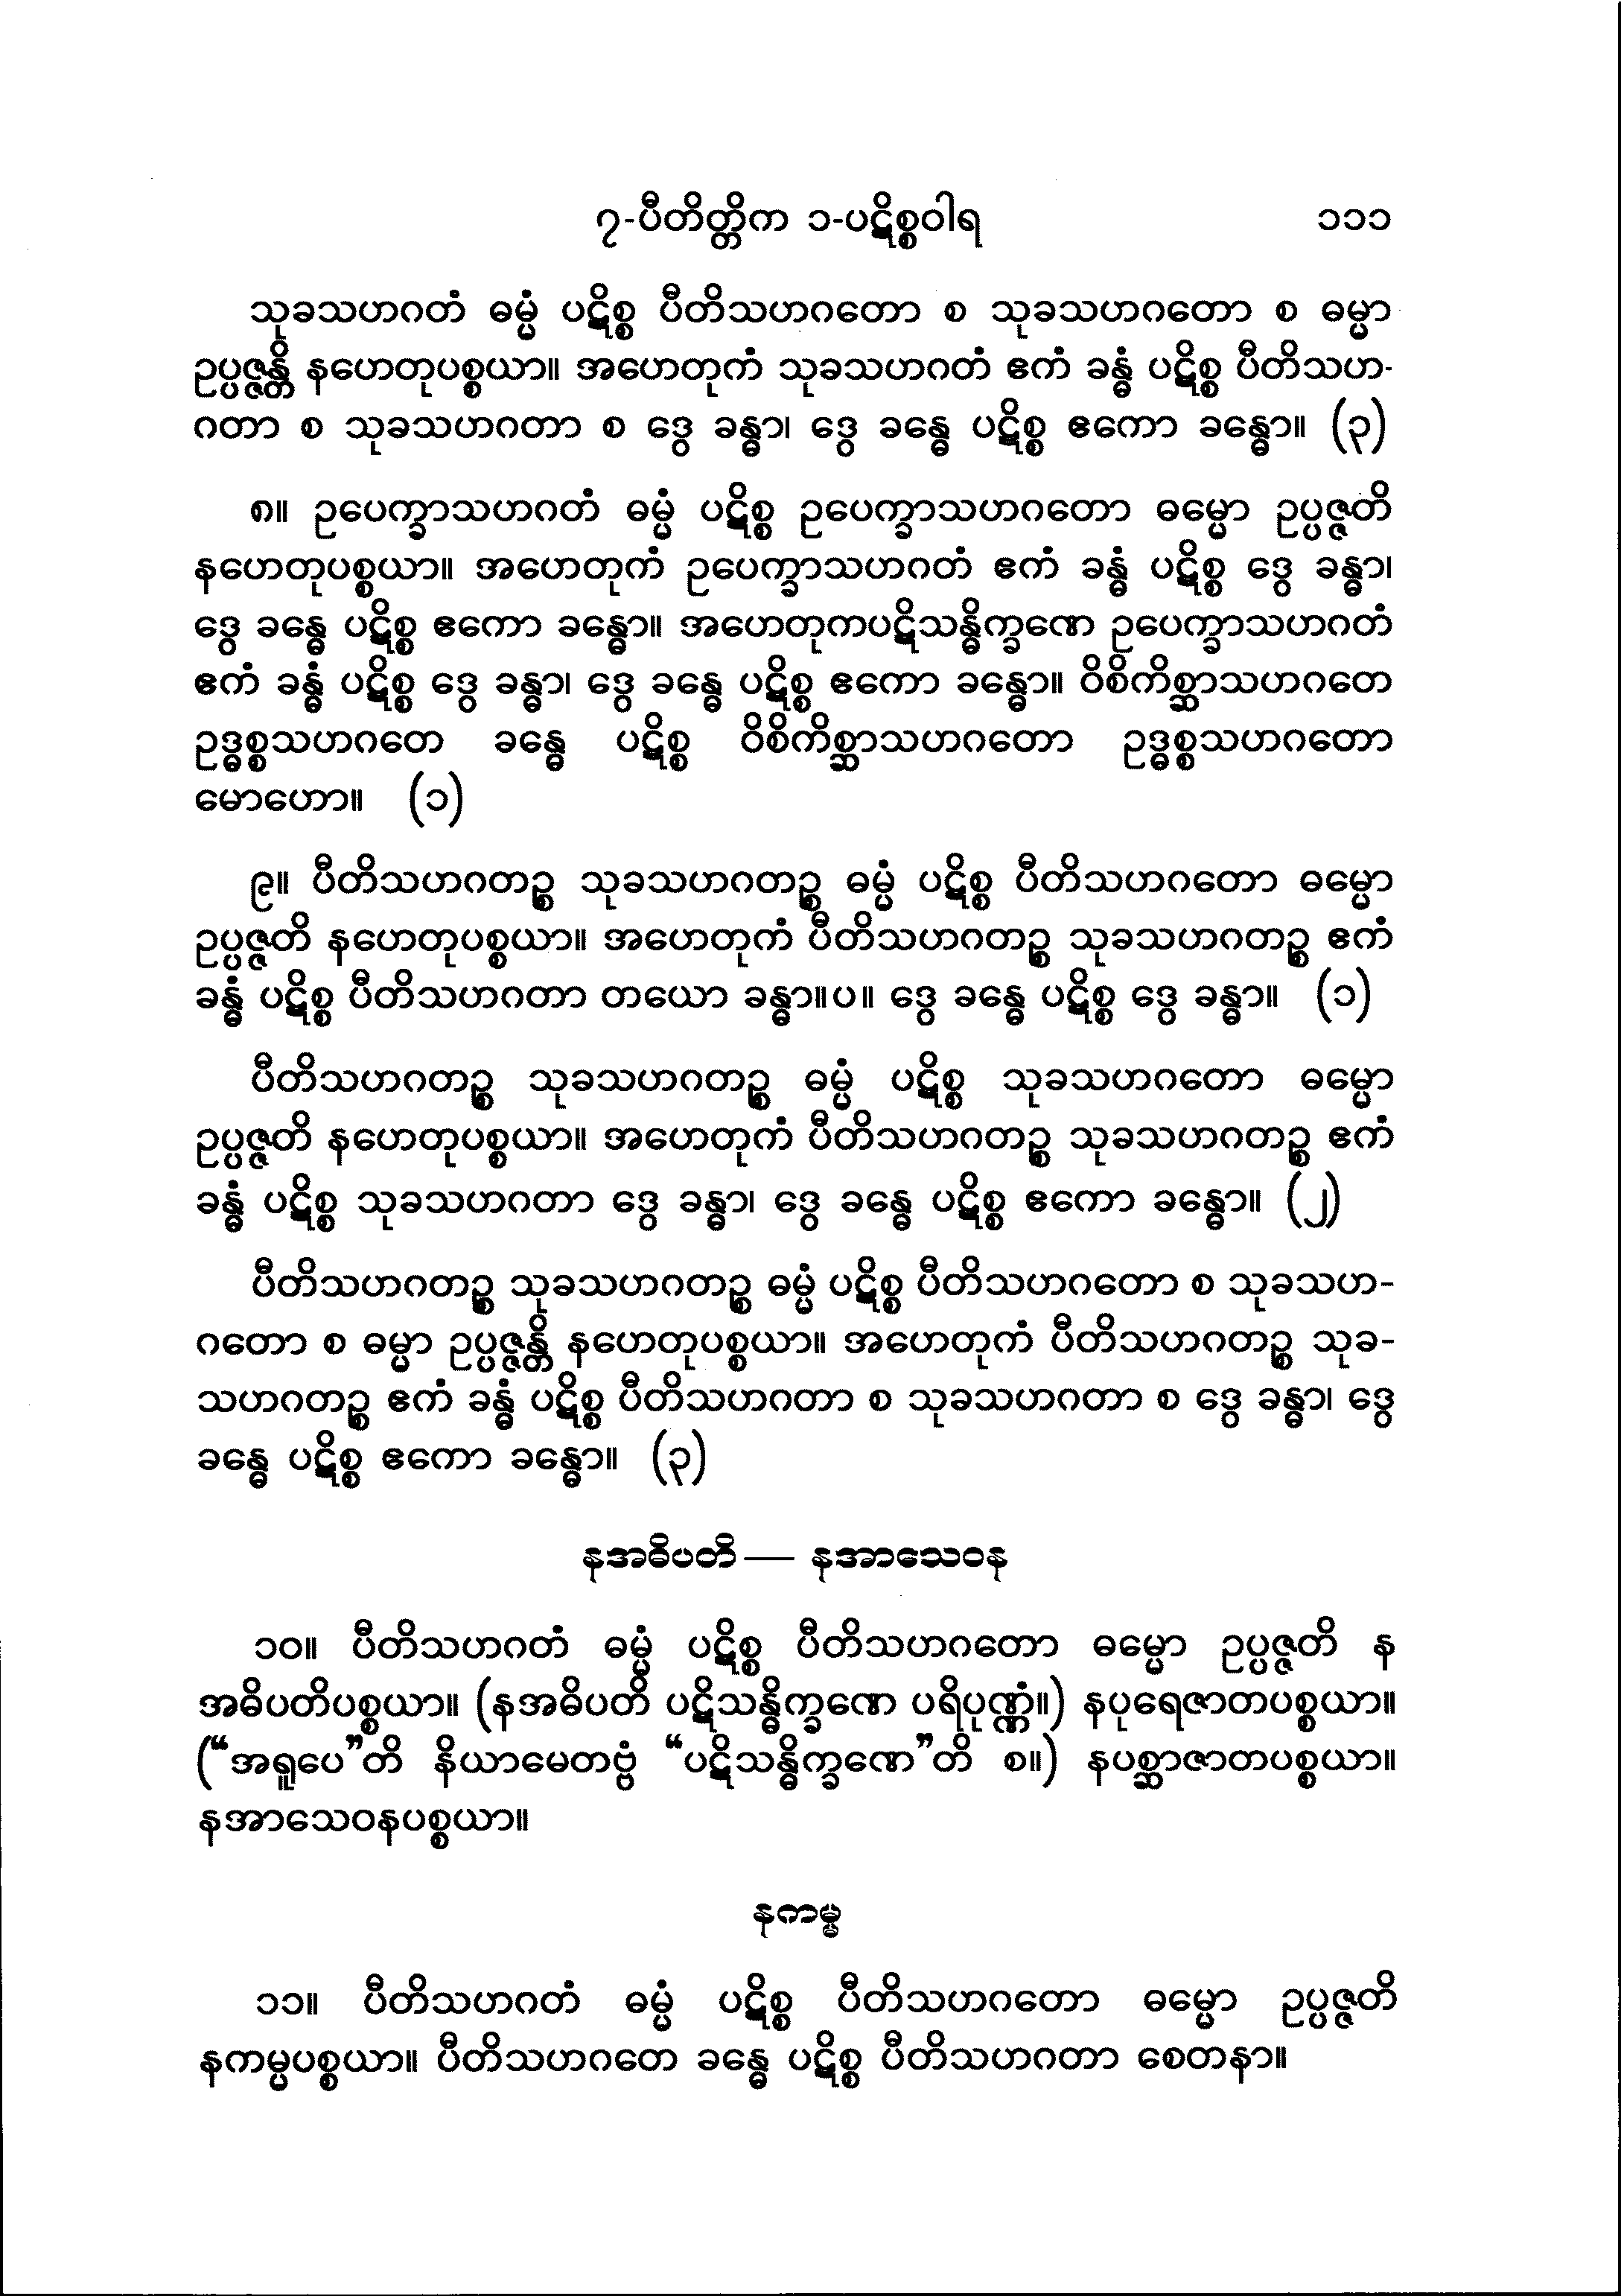 ၇-ပီတိတ္တိက ၁-ပဋိစ္စဝါရ ၁၁၁
သုခသဟဂတံ ဓမ္မံ ပဋိစ္စ ပီတိသဟဂတော စ သုခသဟဂတော စ ဓမ္မာ
ဥပ္ပဇ္ဇန္တိ နဟေတုပစ္စယာ။ အဟေတုကံ သုခသဟဂတံ ဧကံ ခန္ဓံ ပဋိစ္စ ပီတိသဟ-
ဂတာ စ သုခသဟဂတာ စ ဒွေ ခန္ဓာ၊ ဒွေ ခန္ဓေ ပဋိစ္စ ဧကော ခန္ဓော။ (၃)
၈။ ဥပေက္ခာသဟဂတံ ဓမ္မံ ပဋိစ္စ ဥပေက္ခာသဟဂတော ဓမ္မော ဥပ္ပဇ္ဇတိ
နဟေတုပစ္စယာ။ အဟေတုကံ ဥပေက္ခာသဟဂတံ ဧကံ ခန္ဓံ ပဋိစ္စ ဒွေ ခန္ဓာ၊
ဒွေ ခန္ဓေ ပဋိစ္စ ဧကော ခန္ဓော။ အဟေတုကပဋိသန္ဓိက္ခဏေ ဥပေက္ခာသဟဂတံ
ဧကံ ခန္ဓံ ပဋိစ္စ ဒွေ ခန္ဓာ၊ ဒွေ ခန္ဓေ ပဋိစ္စ ဧကော ခန္ဓော။ ဝိစိကိစ္ဆာသဟဂတေ
ဥဒ္ဓစ္စသဟဂတေ ခန္ဓေ ပဋိစ္စ ဝိစိကိစ္ဆာသဟဂတော ဥဒ္ဓစ္စသဟဂတော
မောဟော။ (၁)
၉။ ပီတိသဟဂတဉ္စ သုခသဟဂတဉ္စ ဓမ္မံ ပဋိစ္စ ပီတိသဟဂတော ဓမ္မော
ဥပ္ပဇ္ဇတိ နဟေတုပစ္စယာ။ အဟေတုကံ ပီတိသဟဂတဉ္စ သုခသဟဂတဉ္စ ဧကံ
ခန္ဓံ ပဋိစ္စ ပီတိသဟဂတာ တယော ခန္ဓာ။ပ။ ဒွေ ခန္ဓေ ပဋိစ္စ ဒွေ ခန္ဓာ။ (၁)
ပီတိသဟဂတဉ္စ သုခသဟဂတဉ္စ ဓမ္မံ ပဋိစ္စ သုခသဟဂတော ဓမ္မော
ဥပ္ပဇ္ဇတိ နဟေတုပစ္စယာ။ အဟေတုကံ ပီတိသဟဂတဉ္စ သုခသဟဂတဉ္စ ဧကံ
ခန္ဓံ ပဋိစ္စ သုခသဟဂတာ ဒွေ ခန္ဓာ၊ ဒွေ ခန္ဓေ ပဋိစ္စ ဧကော ခန္ဓော။ (၂)
ပီတိသဟဂတဉ္စ သုခသဟဂတဉ္စ ဓမ္မံ ပဋိစ္စ ပီတိသဟဂတော စ သုခသဟ-
ဂတော စ ဓမ္မာ ဥပ္ပဇ္ဇန္တိ နဟေတုပစ္စယာ။ အဟေတုကံ ပီတိသဟဂတဉ္စ သုခ-
သဟဂတဉ္စ ဧကံ ခန္ဓံ ပဋိစ္စ ပီတိသဟဂတာ စ သုခသဟဂတာ စ ဒွေ ခန္ဓာ၊ ဒွေ
ခန္ဓေ ပဋိစ္စ ဧကော ခန္ဓော။ (၃)
နအဓိပတိ — နအာသေဝန
၁၀။ ပီတိသဟဂတံ ဓမ္မံ ပဋိစ္စ ပီတိသဟဂတော ဓမ္မော ဥပ္ပဇ္ဇတိ န
အဓိပတိပစ္စယာ။ (နအဓိပတိ ပဋိသန္ဓိက္ခဏေ ပရိပုဏ္ဏံ။) နပုရေဇာတပစ္စယာ။
(“အရူပေ”တိ နိယာမေတဗ္ဗံ “ပဋိသန္ဓိက္ခဏေ”တိ စ။) နပစ္ဆာဇာတပစ္စယာ။
နအာသေဝနပစ္စယာ။
နကမ္မ
၁၁။ ပီတိသဟဂတံ ဓမ္မံ ပဋိစ္စ ပီတိသဟဂတော ဓမ္မော ဥပ္ပဇ္ဇတိ
နကမ္မပစ္စယာ။ ပီတိသဟဂတေ ခန္ဓေ ပဋိစ္စ ပီတိသဟဂတာ စေတနာ။